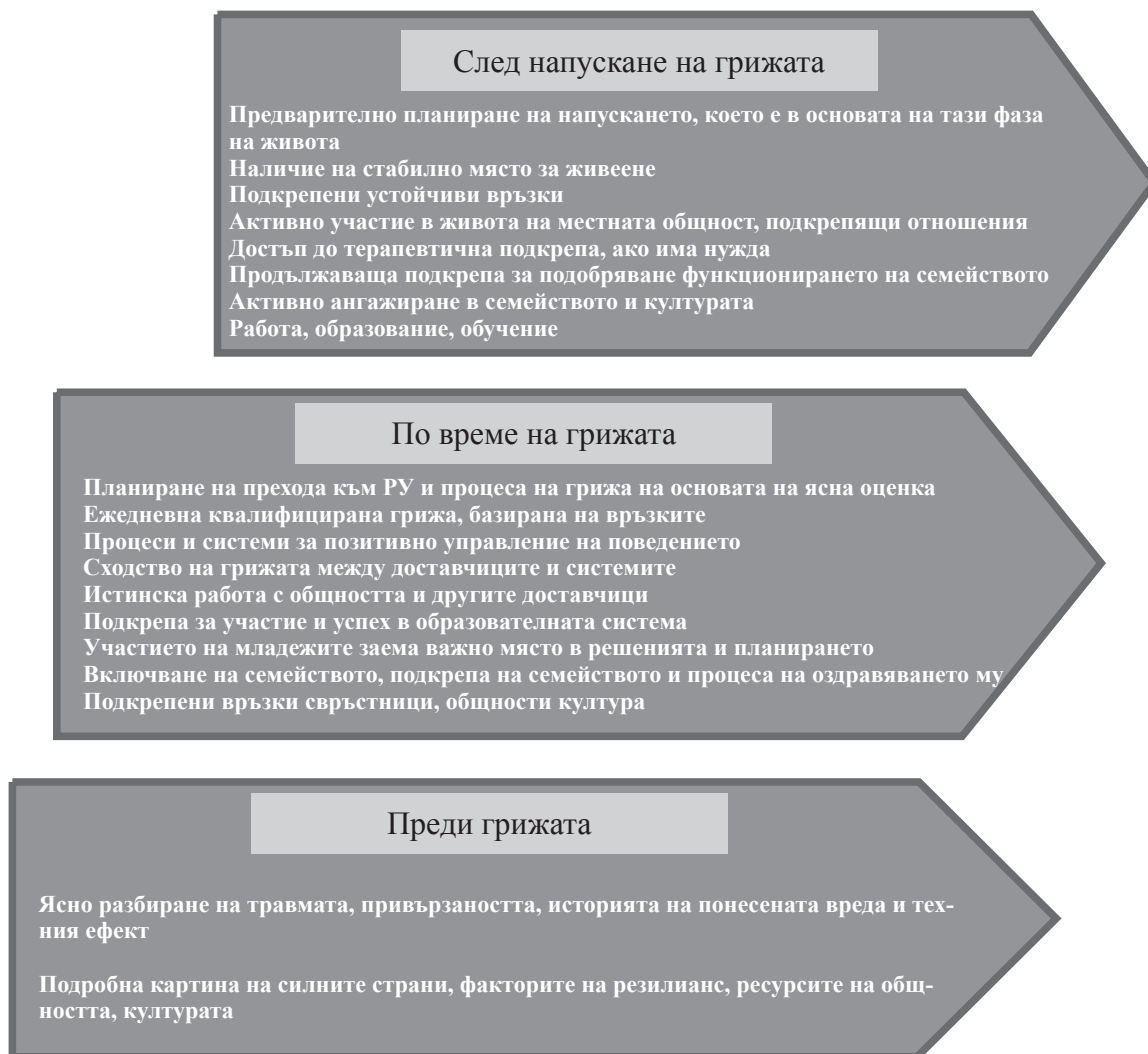 След напускане на грижата
Предварително планиране на напускането, което е в основата на тази фаза
на живота
Наличие на стабилно място за живеене
Подкрепени устойчиви връзки
Активно участие в живота на местната общност, подкрепящи отношения
Достъп до терапевтична подкрепа, ако има нужда
Продължаваща подкрепа за подобряване функционирането на семейството
Активно ангажиране в семейството и културата
Работа, образование, обучение
По време на грижата
Планиране на прехода към РУ и процеса на грижа на основата на ясна оценка
Ежедневна квалифицирана грижа, базирана на връзките
Процеси и системи за позитивно управление на поведението
Сходство на грижата между доставчиците и системите
Истинска работа с общността и другите доставчици
Подкрепа за участие и успех в образователната система
Участието на младежите заема важно място в решенията и планирането
Включване на семейството, подкрепа на семейството и процеса на оздравяването му
Подкрепени връзки свръстници, общности култура
Преди грижата
Ясно разбиране на травмата, привързаността, историята на понесената вреда и тех-
ния ефект
Подробна картина на силните страни, факторите на резилианс, ресурсите на общ-
ността, културата